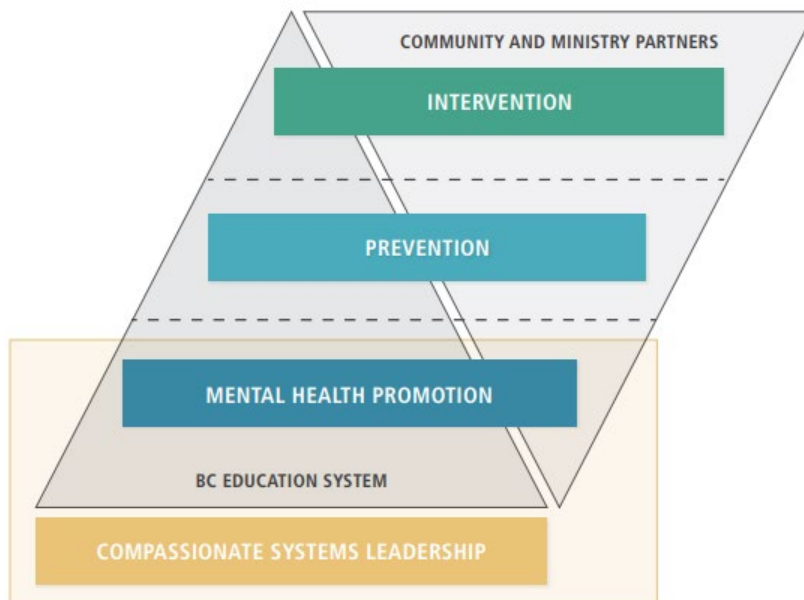 COMMUNITY AND MINISTRY PARTNERS
INTERVENTION
PREVENTION
MENTAL HEALTH PROMOTION
BC EDUCATION SYSTEM
COMPASSIONATE SYSTEMS LEADERSHIP